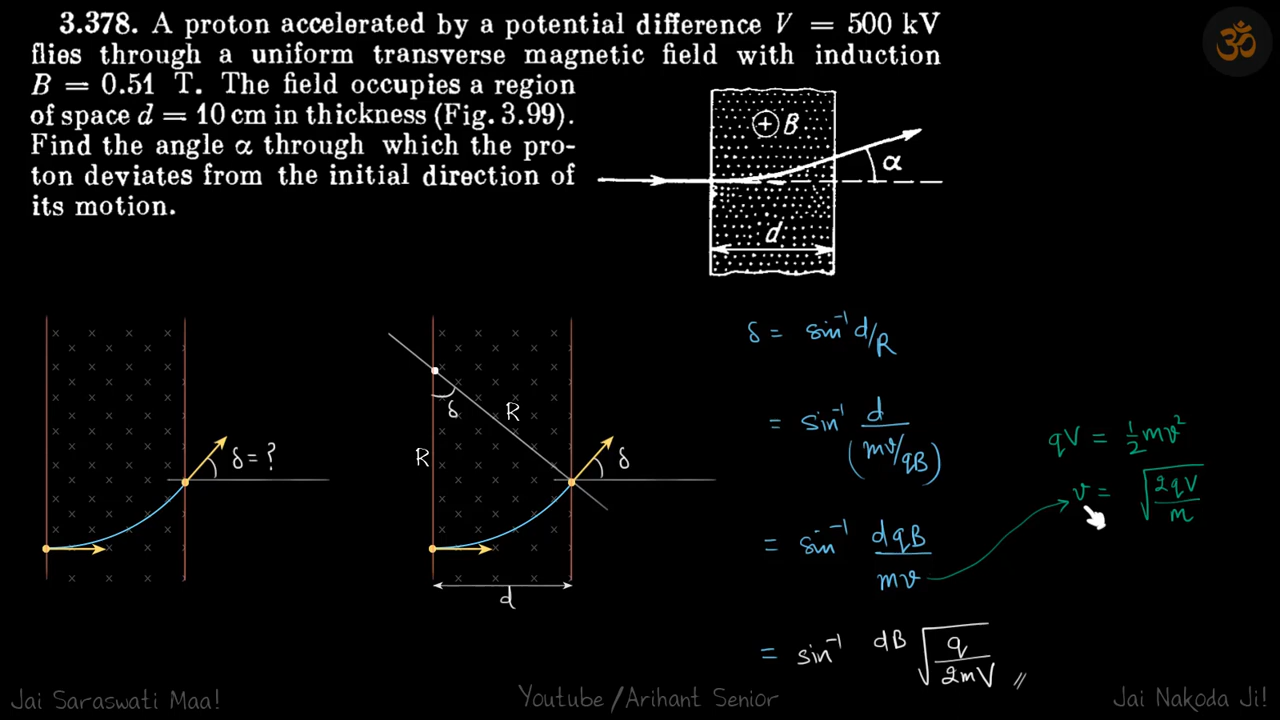 3.378. A proton accelerated by a potential difference V = 500 kV
flies through a uniform transverse magnetic field with induction
B = 0.51 T. The field occupies a region
of space d = 10 cm in thickness (Fig. 3.99).
Find the angle α through which the pro-
ton deviates from the initial direction of
its motion.
ॐ
⊕ B
α
d
δ = ?
δ
R
R
δ
d
δ = sin⁻¹ d/R
= sin⁻¹ d/(mv/qB)
= sin⁻¹ dqB/mv
= sin⁻¹ dB √(q/2mV) //
qV = ½mv²
v = √(2qV/m)
Jai Saraswati Maa!
Youtube /Arihant Senior
Jai Nakoda Ji!